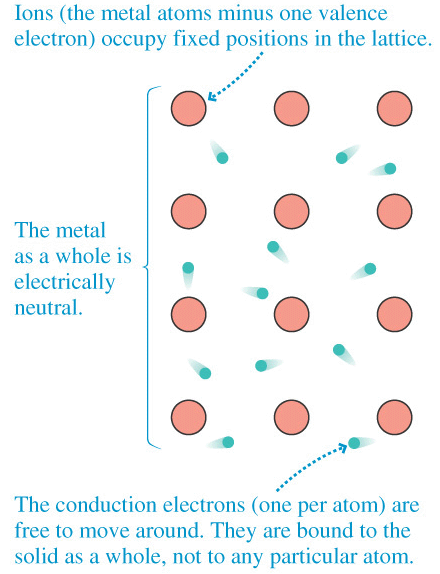 Ions (the metal atoms minus one valence
electron) occupy fixed positions in the lattice.
The metal
as a whole is
electrically
neutral.
The conduction electrons (one per atom) are
free to move around. They are bound to the
solid as a whole, not to any particular atom.